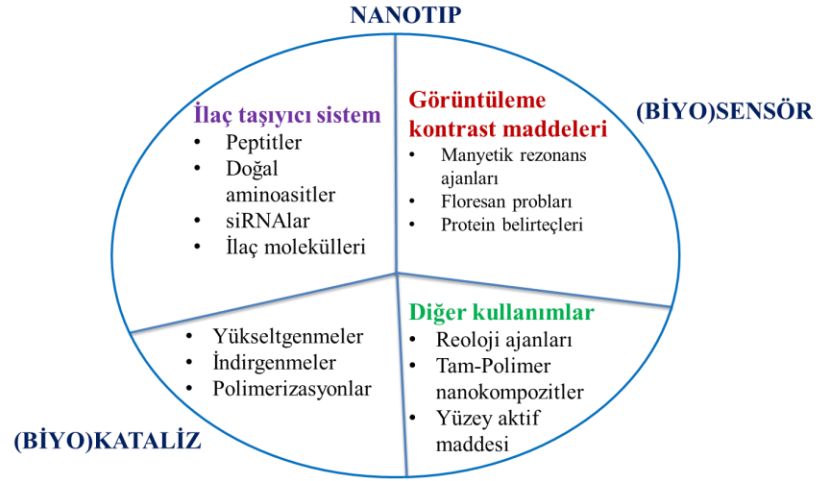 NANOTIP
İlaç taşıyıcı sistem
• Peptitler
• Doğal
aminoasitler
• siRNAlar
• İlaç molekülleri
Görüntüleme
kontrast maddeleri
• Manyetik rezonans
ajanları
• Floresan probları
• Protein belirteçleri
(BİYO)SENSÖR
• Yükseltgenmeler
• İndirgenmeler
• Polimerizasyonlar
(BİYO)KATALİZ
Diğer kullanımlar
• Reoloji ajanları
• Tam-Polimer
nanokompozitler
• Yüzey aktif
maddesi